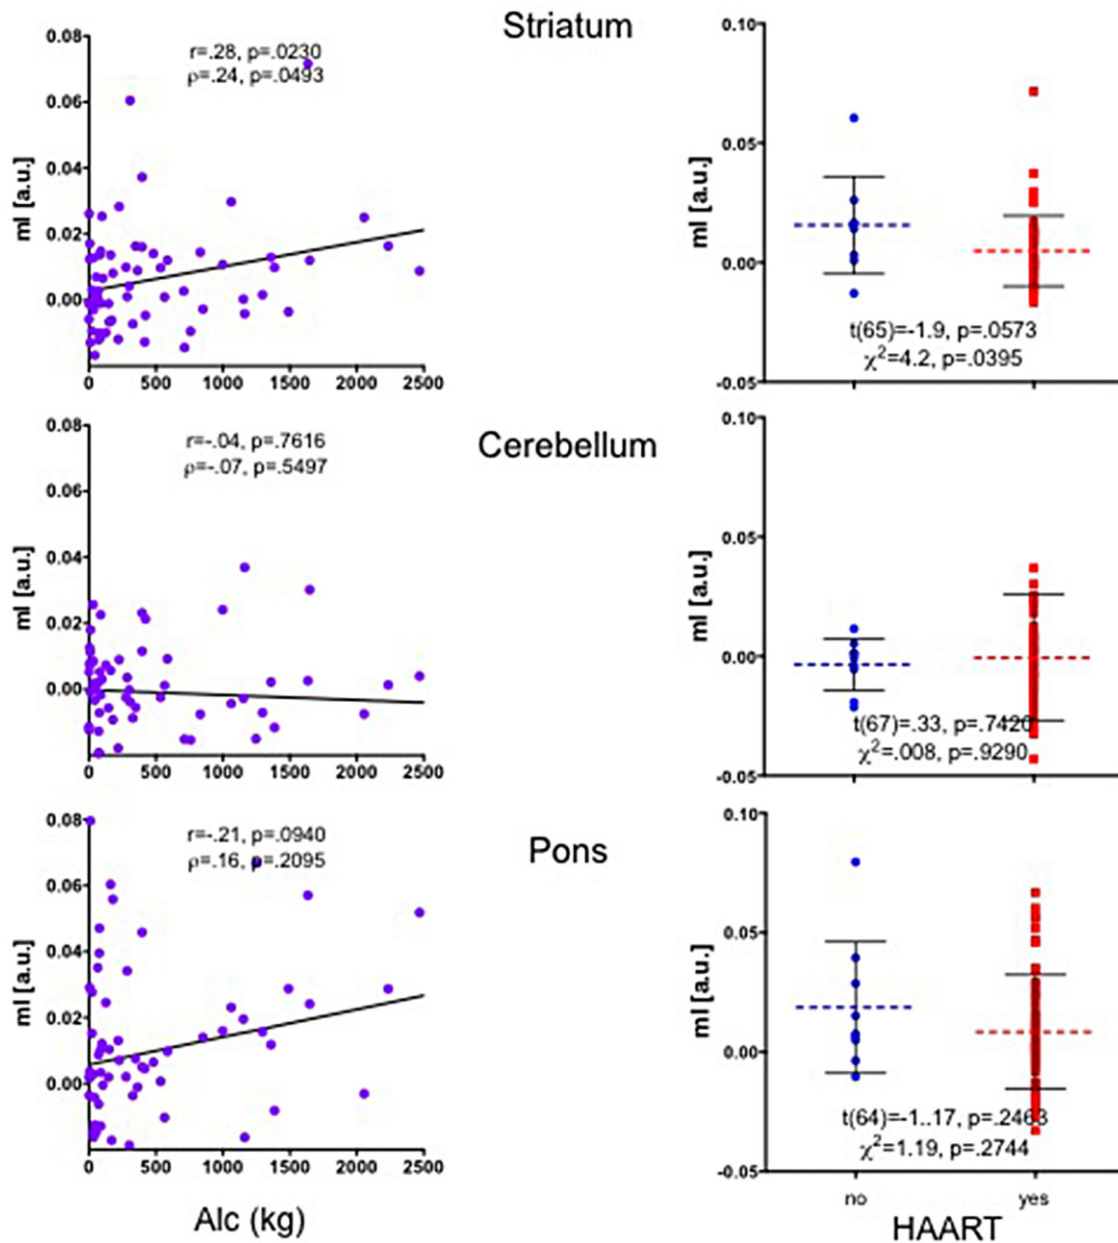 Striatum
0.08
0.06
0.04
0.02
0.00
ml [a.u.]
r=.28, p=.0230
ρ=.24, p=.0493
0 500 1000 1500 2000 2500
0.10
0.05
0.00
-0.05
ml [a.u.]
t(65)=-1.9, p=.0573
χ²=4.2, p=.0395
Cerebellum
0.08
0.06
0.04
0.02
0.00
ml [a.u.]
r=-.04, p=.7616
ρ=-.07, p=.5497
0 500 1000 1500 2000 2500
0.10
0.05
0.00
-0.05
ml [a.u.]
t(67)=.33, p=.7420
χ²=.008, p=.9290
Pons
0.08
0.06
0.04
0.02
0.00
ml [a.u.]
r=-.21, p=.0940
ρ=.16, p=.2095
0 500 1000 1500 2000 2500
Alc (kg)
0.10
0.05
0.00
-0.05
ml [a.u.]
t(64)=-1..17, p=.2463
χ²=1.19, p=.2744
no yes
HAART